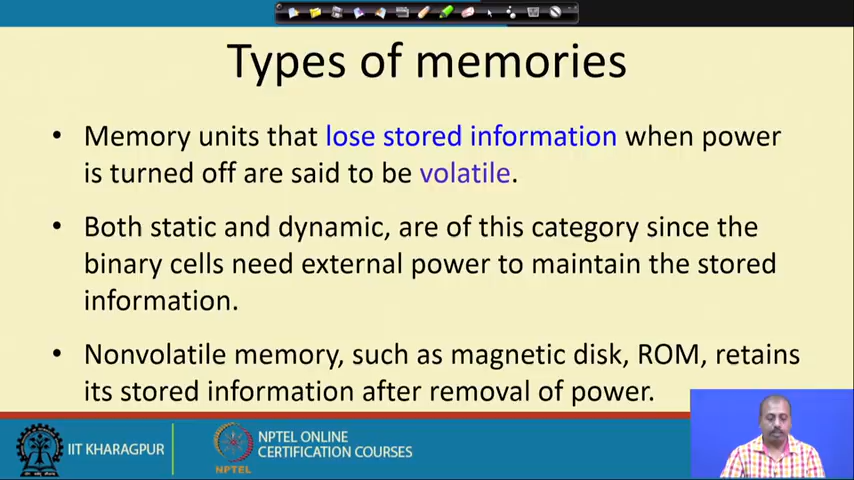 Types of memories
• Memory units that lose stored information when power
is turned off are said to be volatile.
• Both static and dynamic, are of this category since the
binary cells need external power to maintain the stored
information.
• Nonvolatile memory, such as magnetic disk, ROM, retains
its stored information after removal of power.
IIT KHARAGPUR
NPTEL
NPTEL ONLINE
CERTIFICATION COURSES